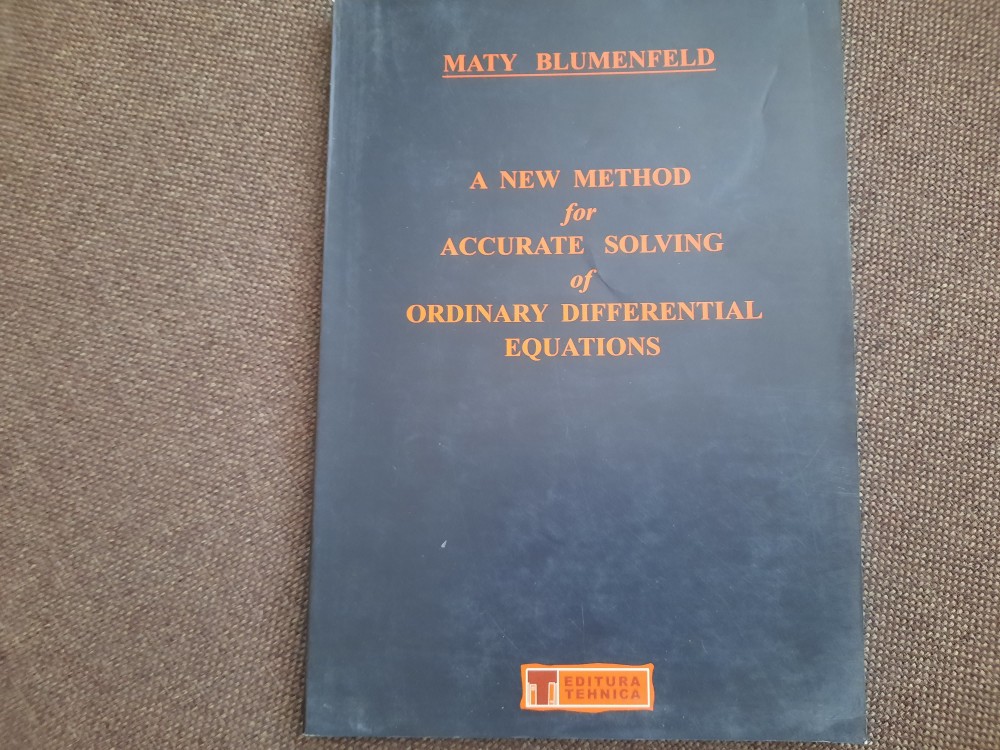 MATY BLUMENFELD
A NEW METHOD
for
ACCURATE SOLVING
of
ORDINARY DIFFERENTIAL
EQUATIONS
EDITURA
TEHNICA